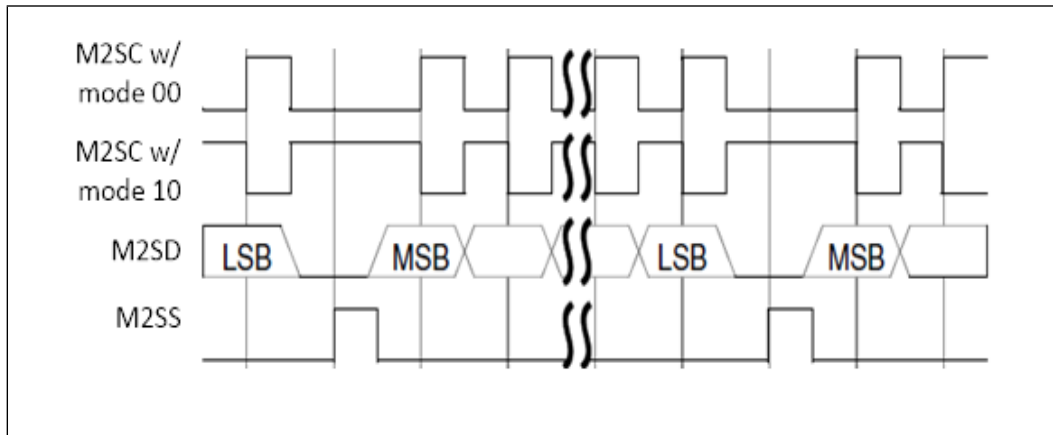 M2SC w/
mode 00
M2SC w/
mode 10
M2SD LSB MSB LSB MSB
M2SS